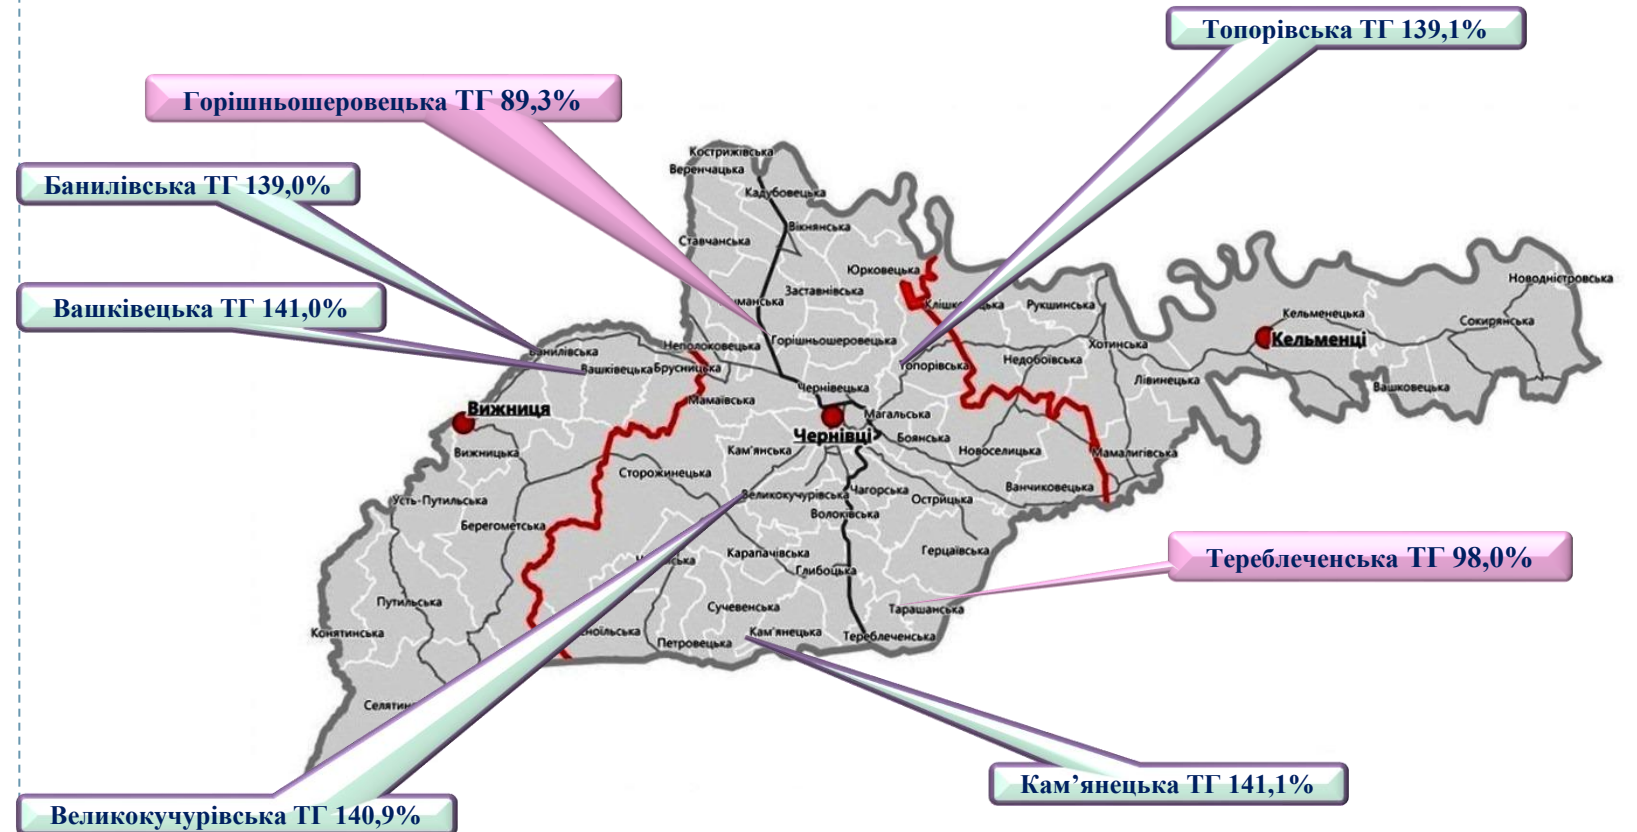 Топорівська ТГ 139,1%
Горішньошеровецька ТГ 89,3%
Банилівська ТГ 139,0%
Вашківецька ТГ 141,0%
Кострижівська
Веренчацька
Кадубовецька
Вікнянська
Ставчанська
Юрковецька
Заставнівська
Рукшинська
Новодністровська
Кельменецька
Сокирянська
Кельменці
Горішньошеровецька
Неполоковецька
Хотинська
Банилівська
Недобоївська
Топорівська
Вашківецька
Брусницька
Лівинецька
Вашковецька
Чернівецька
Мамаївська
Вижниця
Магальська
Чернівці
Боянська
Кам'янська
Новоселицька
Мамалигівська
Вижницька
Сторожинецька
Ванчиковецька
Усть-Путильська
Великокучурівська
Чагорська
Острицька
Волоківська
Берегометська
Карапачівська
Герцаївська
Глибоцька
Тереблеченська ТГ 98,0%
Путильська
Сучевенська
Тарашанська
Конятинська
Петровецька
Кам'янецька
Тереблеченська
Кам’янецька ТГ 141,1%
Великокучурівська ТГ 140,9%